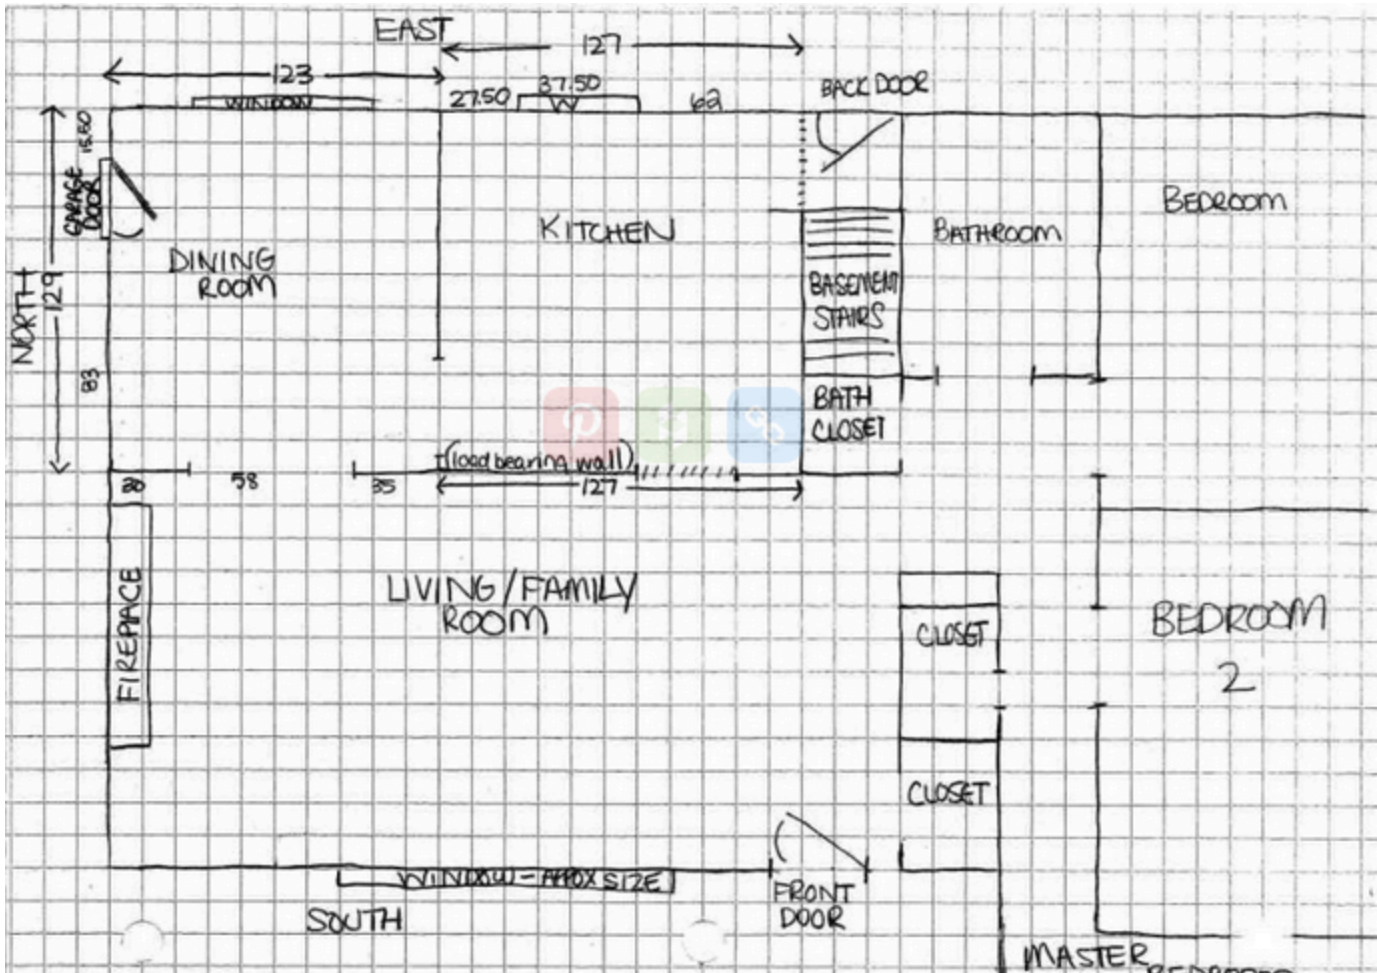 EAST
127
123
37.50
BACK DOOR
WINDOW
27.50
W
62
15.50
GARAGE
DOOR
BEDROOM
KITCHEN
BATHROOM
DINING
ROOM
NORTH
129
BASEMENT
STAIRS
83
BATH
CLOSET
(load bearing wall)
58
35
127
LIVING/FAMILY
ROOM
FIREPLACE
CLOSET
BEDROOM
2
CLOSET
WINDOW-APPOX SIZE
FRONT
DOOR
SOUTH
MASTER